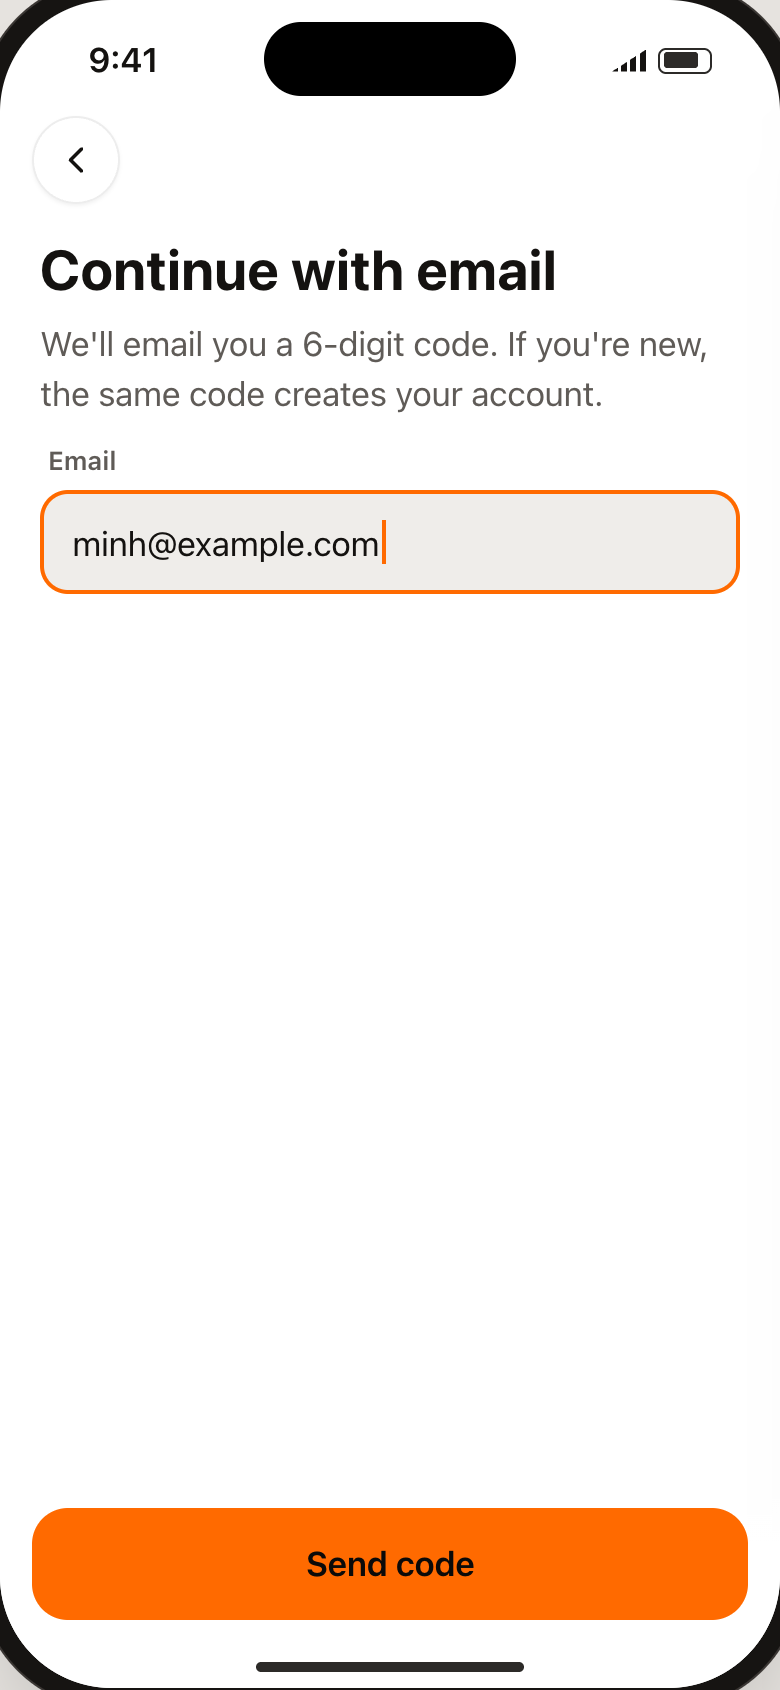 9:41
Continue with email
We'll email you a 6-digit code. If you're new,
the same code creates your account.
Email
minh@example.com
Send code